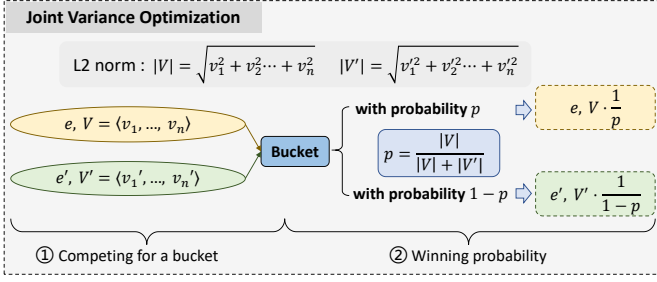 Joint Variance Optimization
L2 norm : |V| = √(v₁² + v₂² ⋯ + vₙ²)   |V′| = √(v₁′² + v₂′² ⋯ + vₙ′²)
e, V = ⟨v₁, …, vₙ⟩
e′, V′ = ⟨v₁′, …, vₙ′⟩
Bucket
with probability p
p = |V| / (|V| + |V′|)
with probability 1 − p
e, V · 1/p
e′, V′ · 1/(1 − p)
① Competing for a bucket
② Winning probability